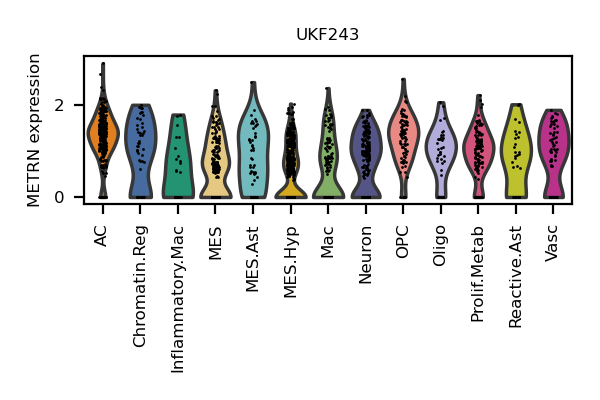 UKF243
METRN expression
2
0
AC
Chromatin.Reg
Inflammatory.Mac
MES
MES.Ast
MES.Hyp
Mac
Neuron
OPC
Oligo
Prolif.Metab
Reactive.Ast
Vasc